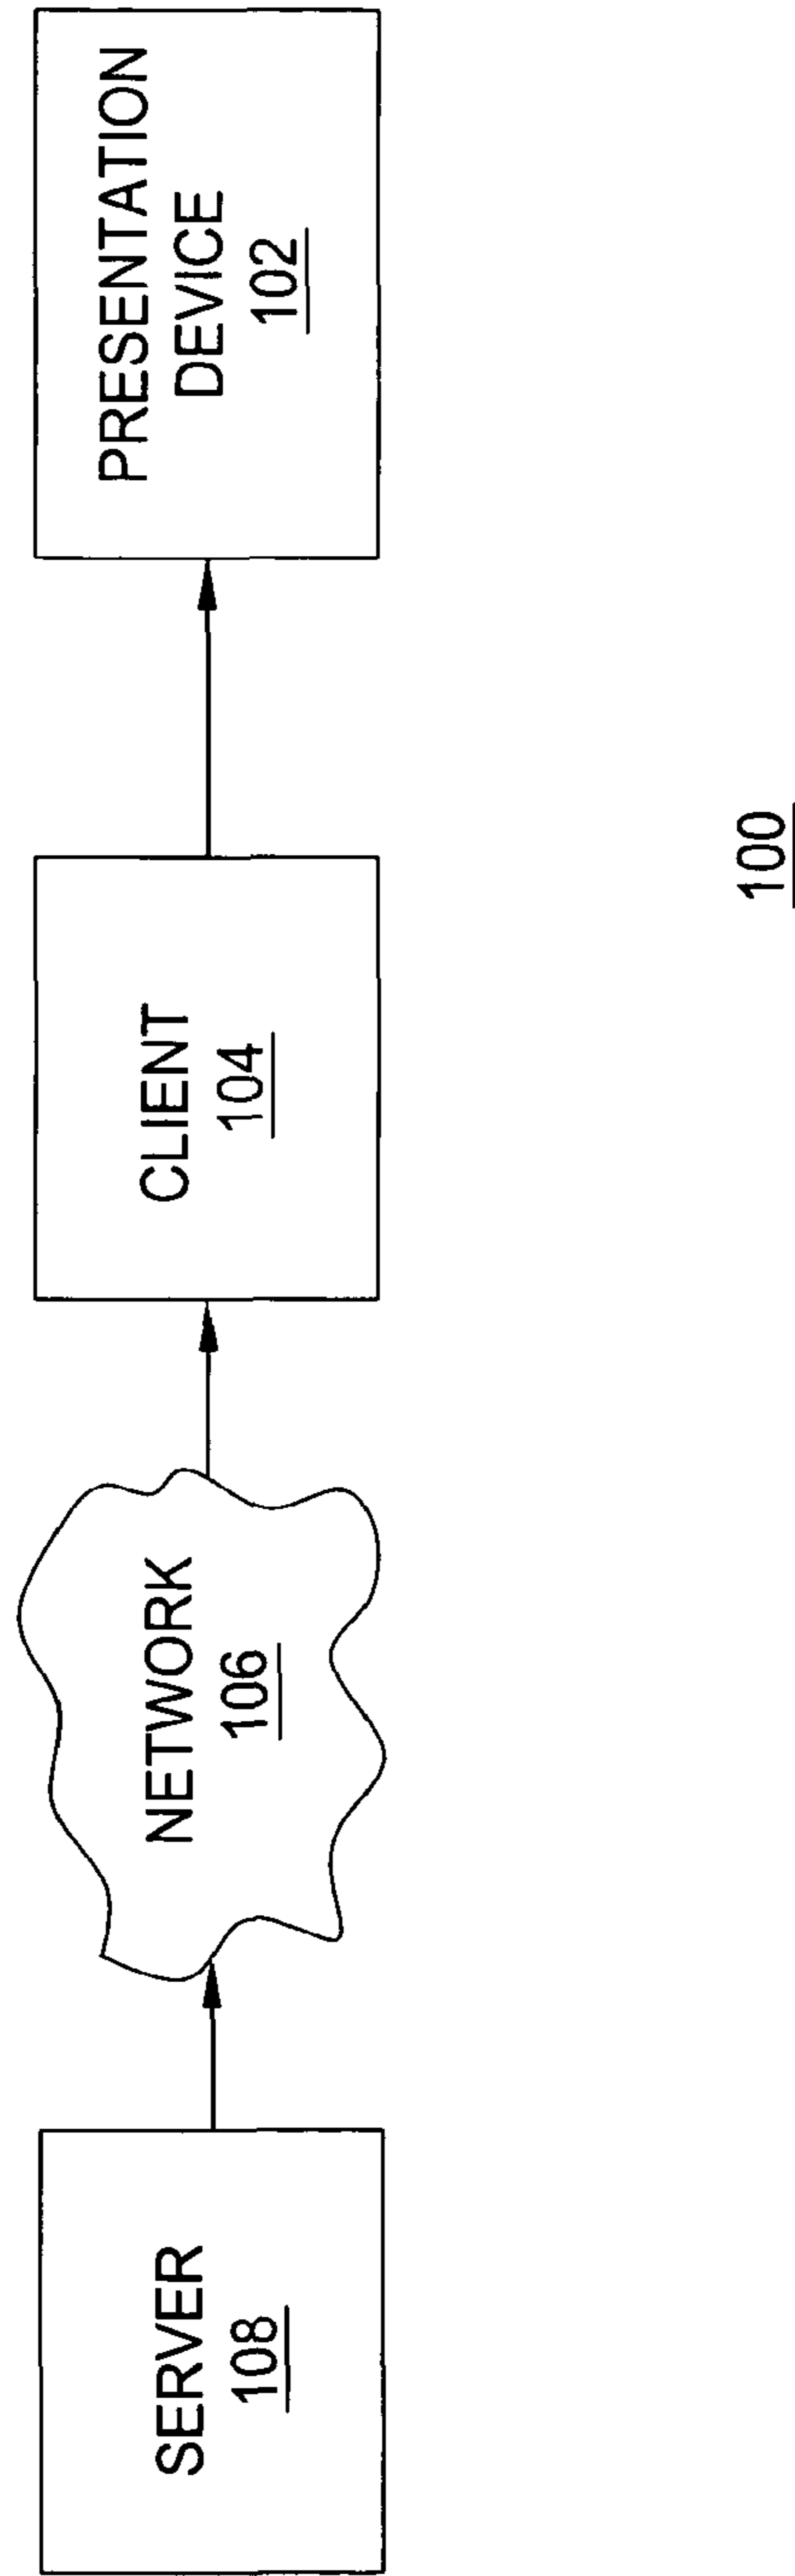 SERVER
108
NETWORK
106
CLIENT
104
PRESENTATION
DEVICE
102
100